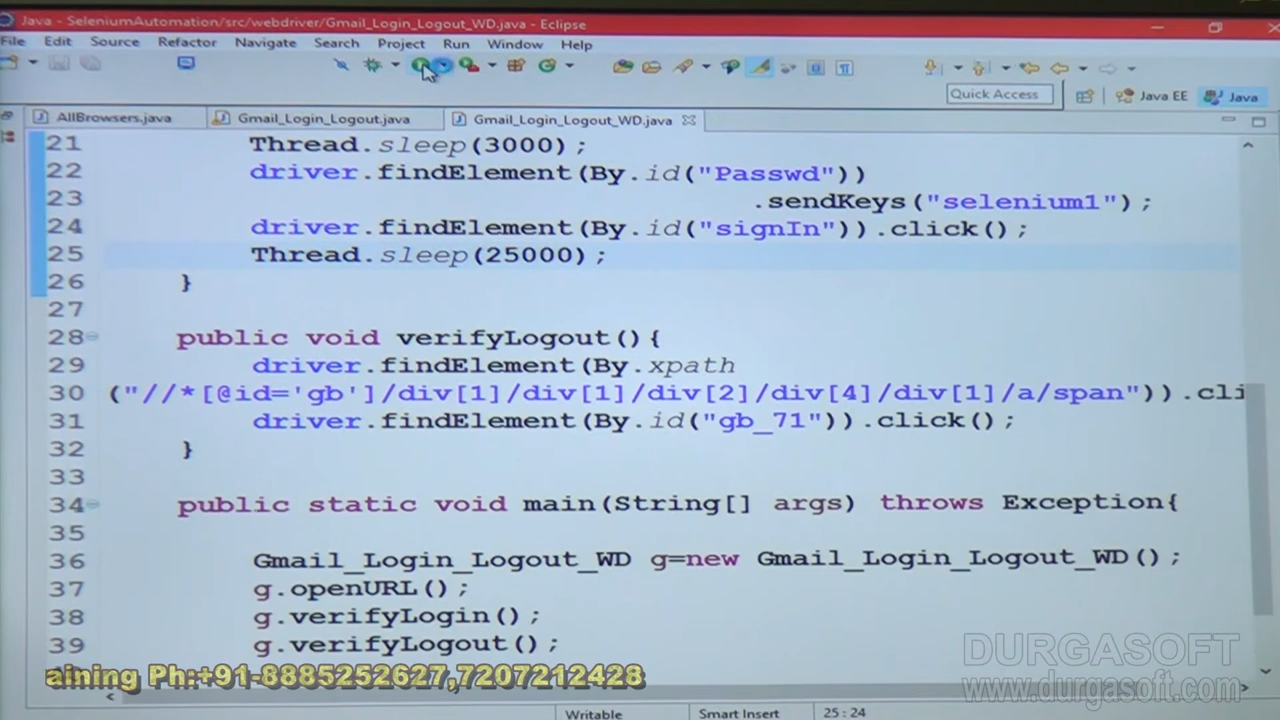 Java - SeleniumAutomation/src/webdriver/Gmail_Login_Logout_WD.java - Eclipse
File Edit Source Refactor Navigate Search Project Run Window Help
Quick Access Java EE Java
AllBrowsers.java Gmail_Login_Logout.java Gmail_Login_Logout_WD.java
21 Thread.sleep(3000);
22 driver.findElement(By.id("Passwd"))
23 .sendKeys("selenium1");
24 driver.findElement(By.id("signIn")).click();
25 Thread.sleep(25000);
26 }
27
28 public void verifyLogout(){
29 driver.findElement(By.xpath
30 ("//*[@id='gb']/div[1]/div[1]/div[2]/div[4]/div[1]/a/span")).cli
31 driver.findElement(By.id("gb_71")).click();
32 }
33
34 public static void main(String[] args) throws Exception{
35
36 Gmail_Login_Logout_WD g=new Gmail_Login_Logout_WD();
37 g.openURL();
38 g.verifyLogin();
39 g.verifyLogout();
DURGASOFT
www.durgasoft.com
aining Ph:+91-8885252627,7207212428
Writable Smart Insert 25:24